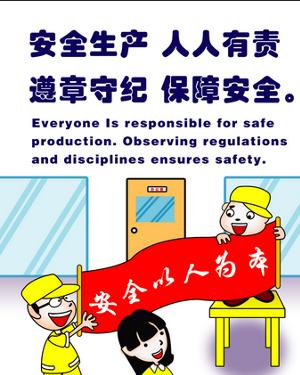 安全生产 人人有责
遵章守纪 保障安全。
Everyone Is responsible for safe
production. Observing regulations
and disciplines ensures safety.
安全以人为本